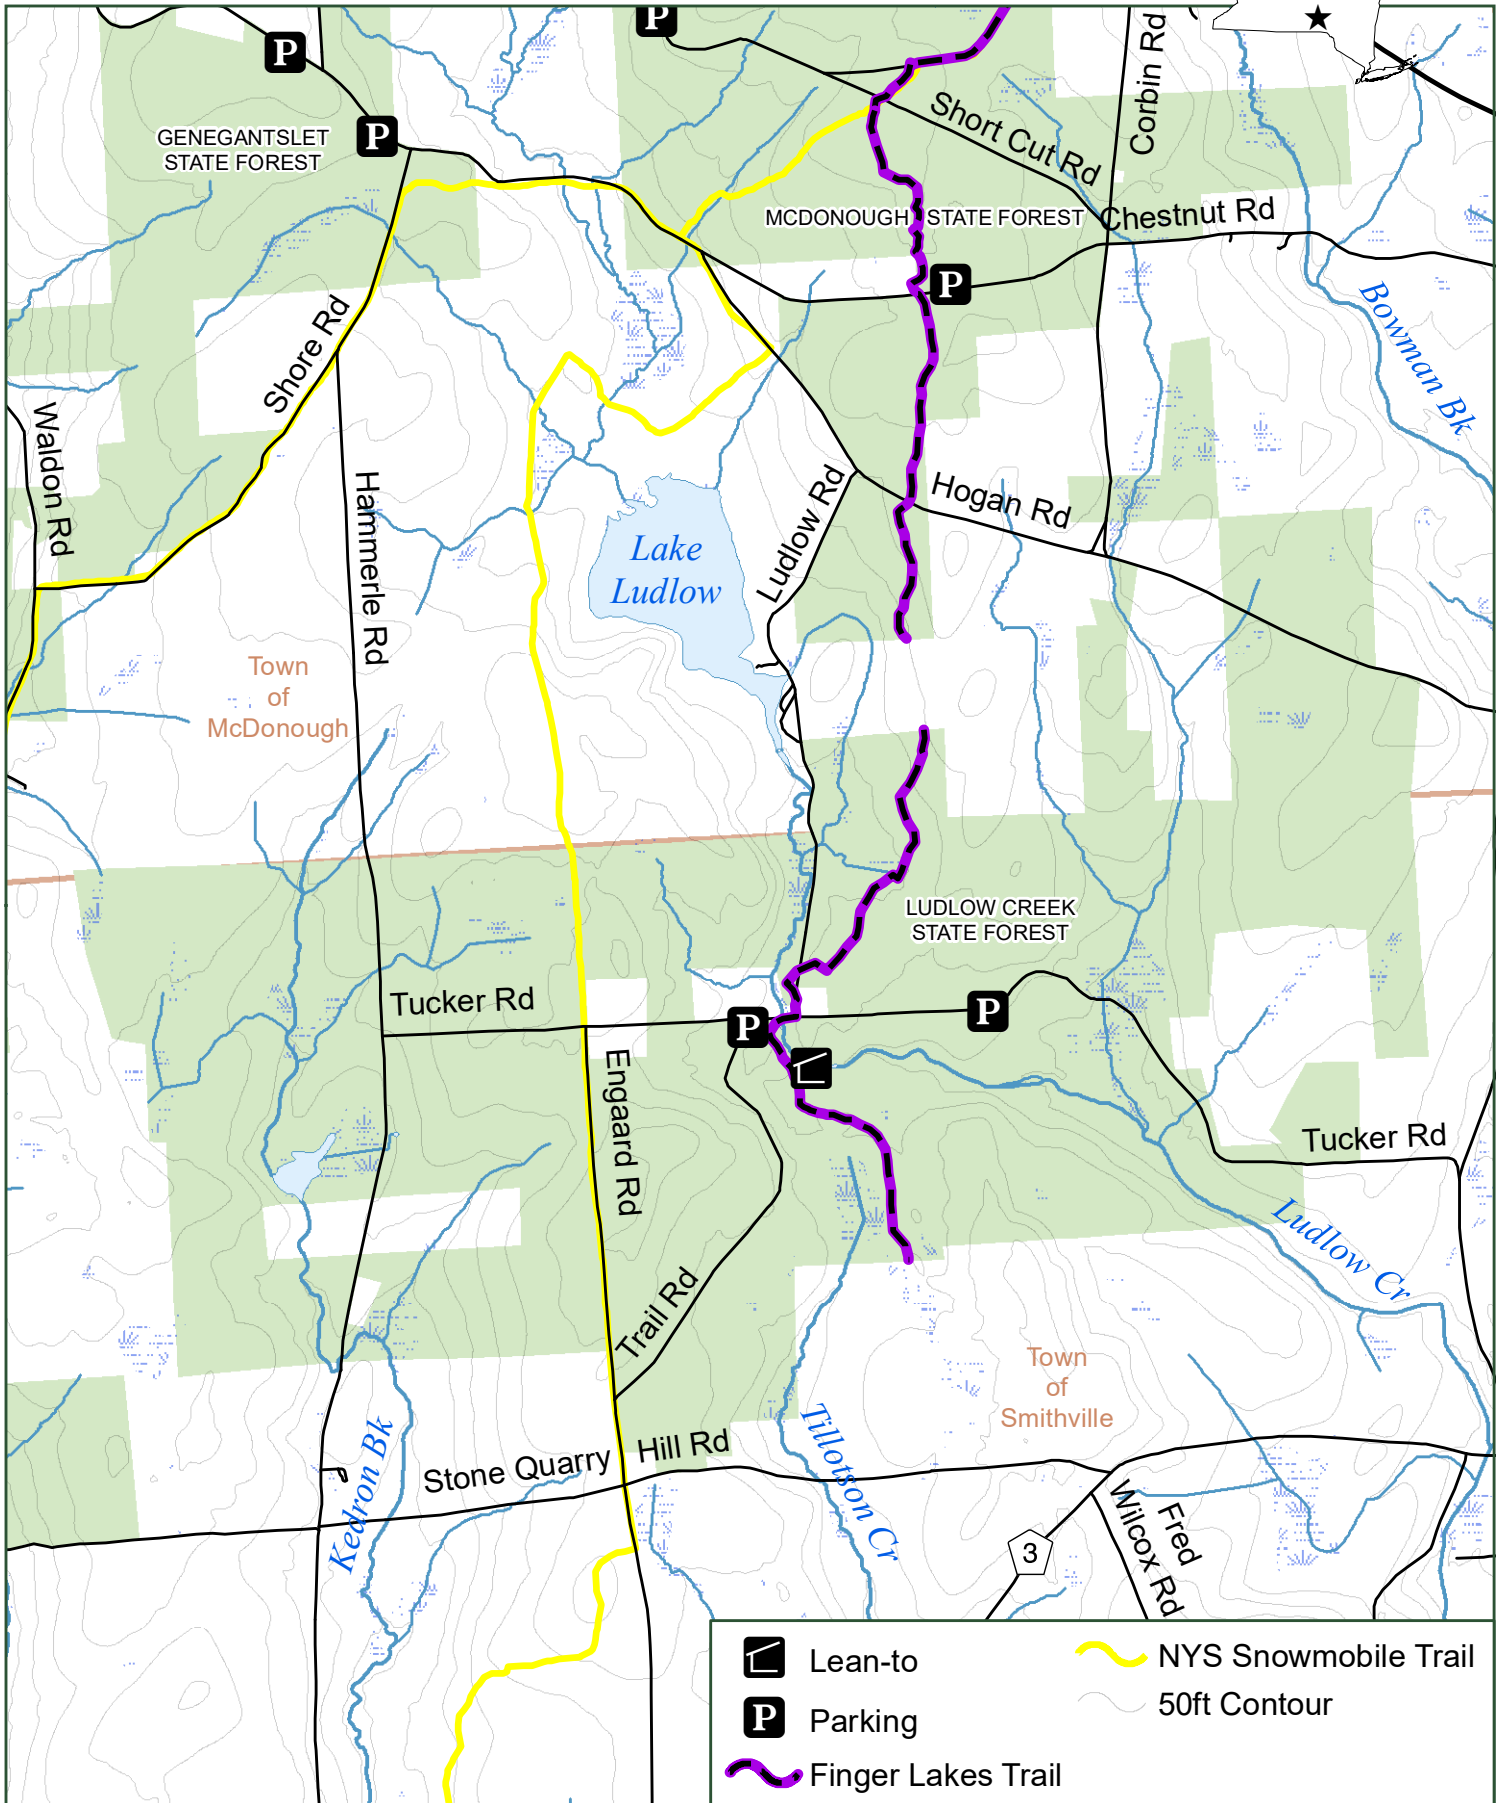 P
P
P
Corbin Rd
GENEGANTSLET
STATE FOREST
Short Cut Rd
MCDONOUGH STATE FOREST
Chestnut Rd
P
Bowman Bk
Shore Rd
Waldon Rd
Hammerle Rd
Ludlow Rd
Hogan Rd
Lake
Ludlow
Town
of
McDonough
LUDLOW CREEK
STATE FOREST
Tucker Rd
P
P
Engaard Rd
Tucker Rd
Ludlow Cr
Trail Rd
Town
of
Smithville
Kedron Bk
Stone Quarry Hill Rd
Tillotson Cr
Fred
Wilcox Rd
3
Lean-to
P Parking
Finger Lakes Trail
NYS Snowmobile Trail
50ft Contour